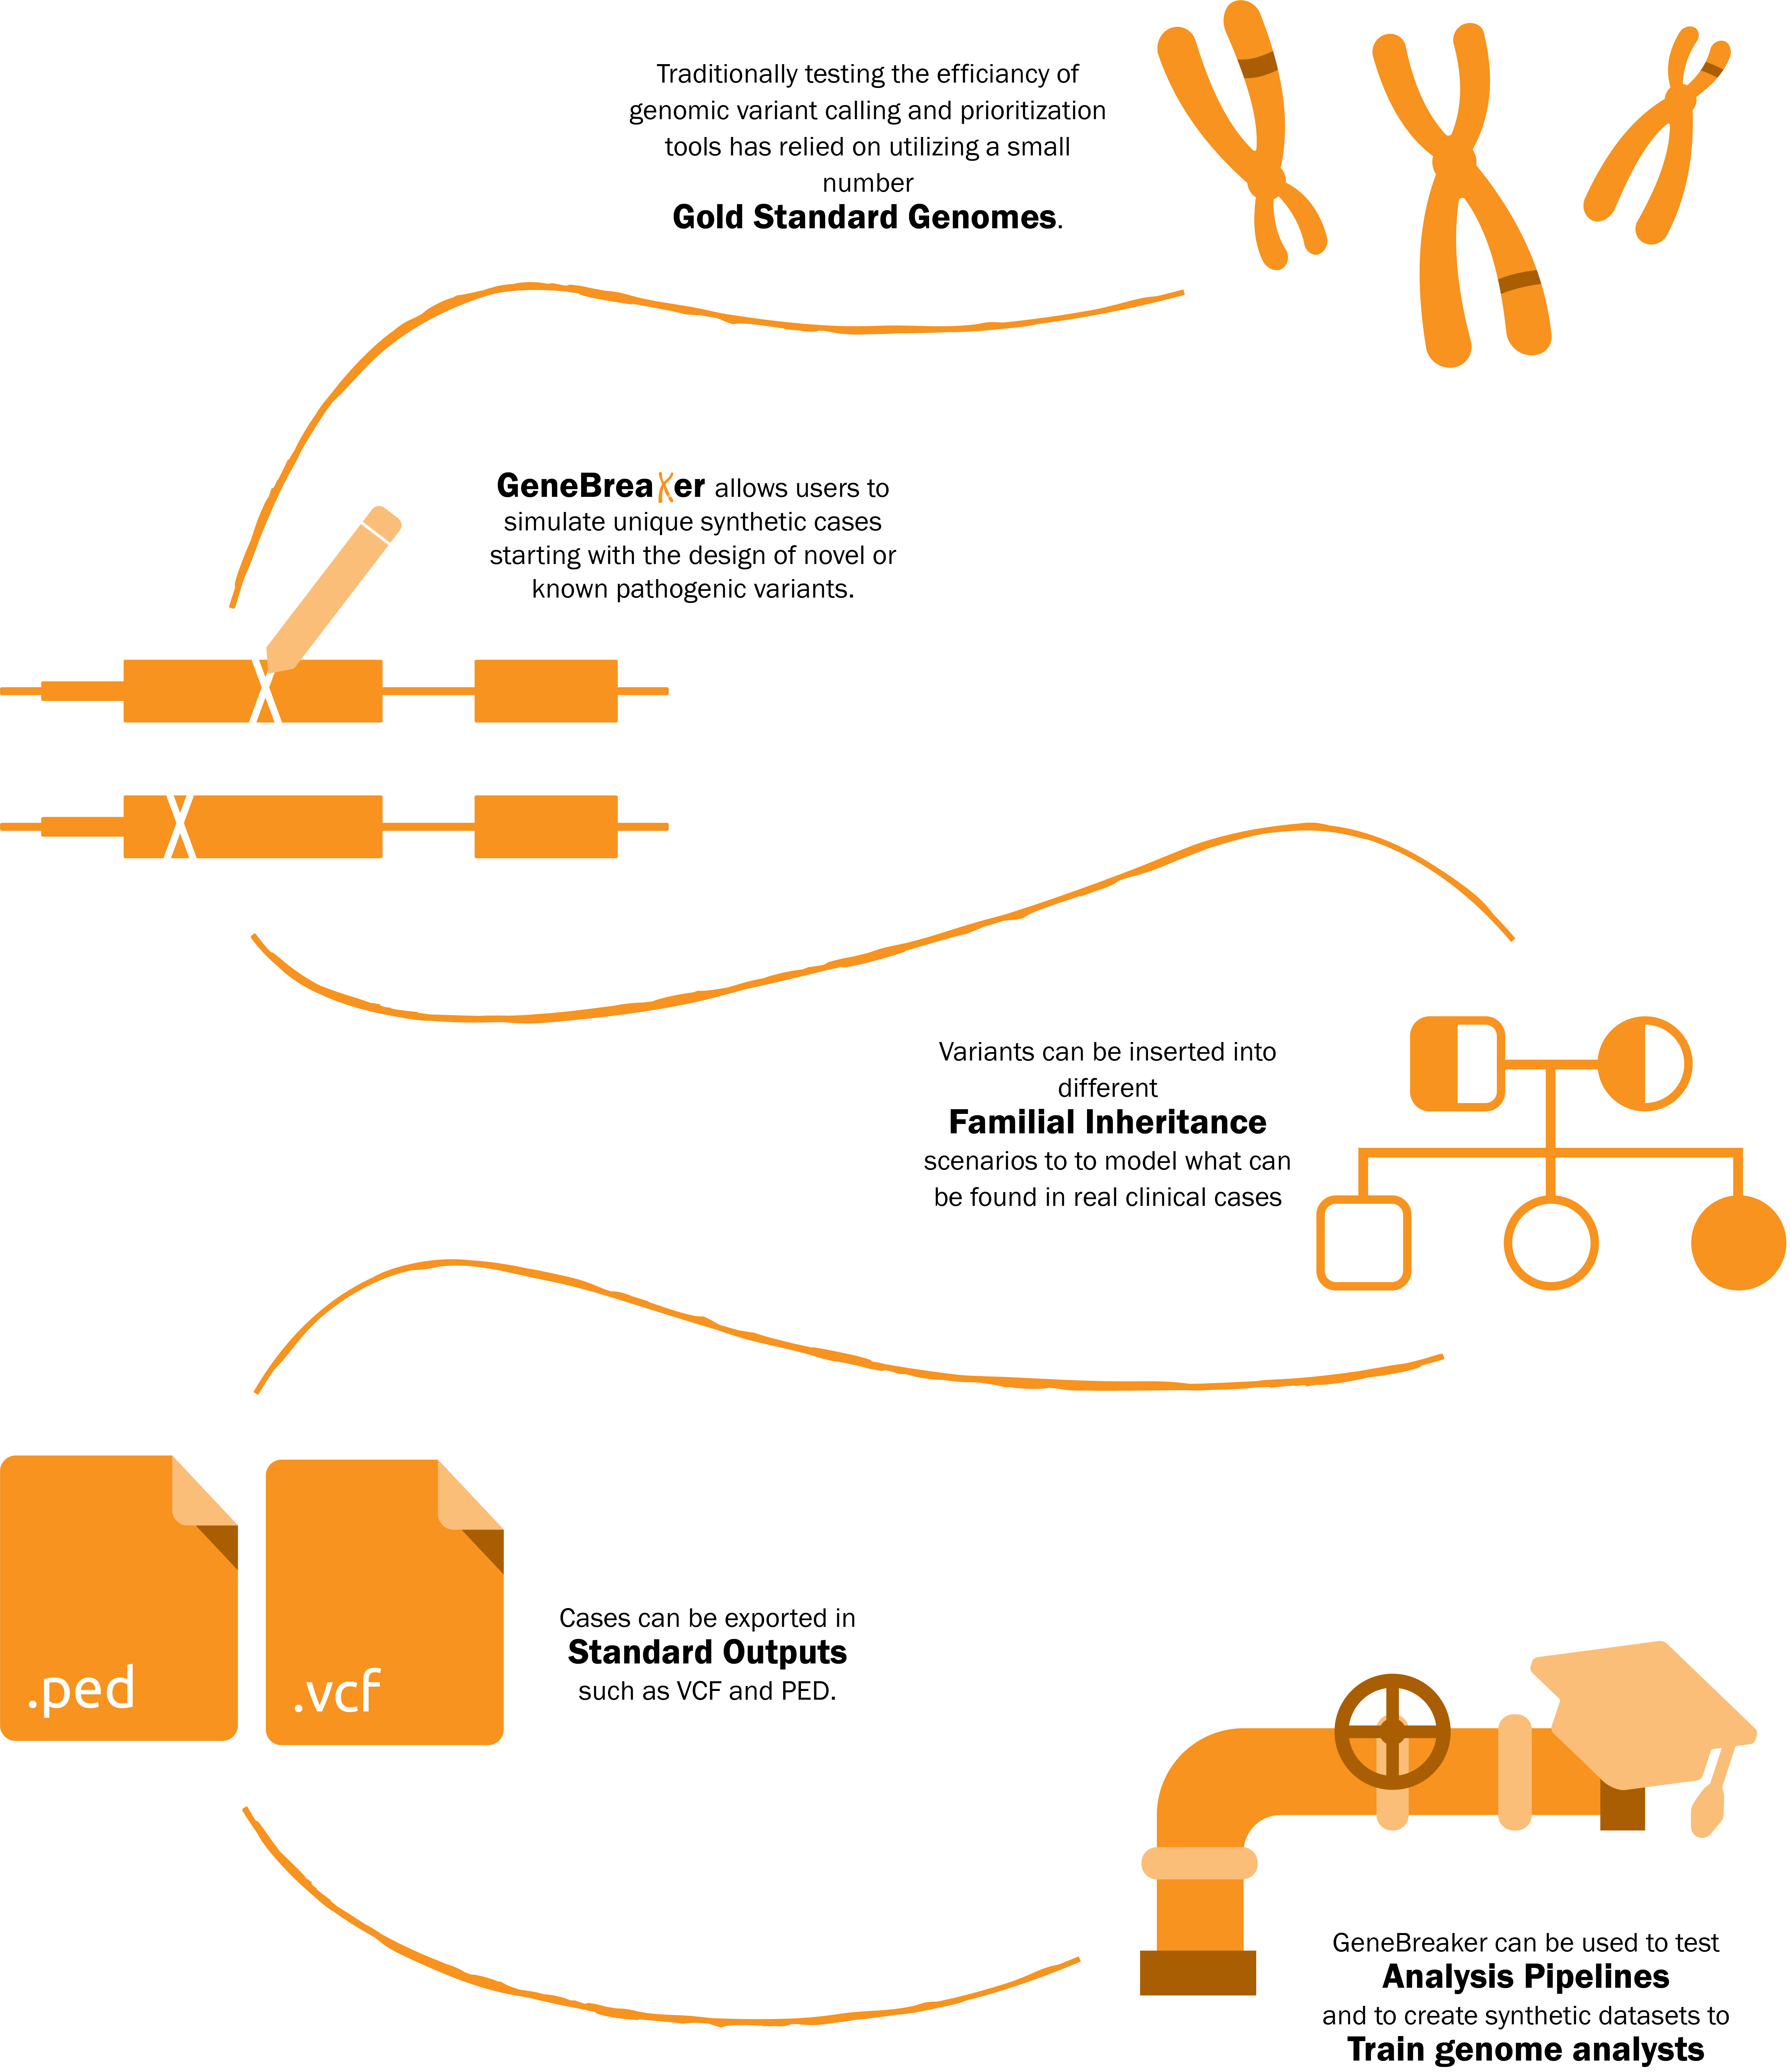 Traditionally testing the efficiancy of
genomic variant calling and prioritization
tools has relied on utilizing a small
number
Gold Standard Genomes.
GeneBreaker allows users to
simulate unique synthetic cases
starting with the design of novel or
known pathogenic variants.
Variants can be inserted into
different
Familial Inheritance
scenarios to to model what can
be found in real clinical cases
.ped
.vcf
Cases can be exported in
Standard Outputs
such as VCF and PED.
GeneBreaker can be used to test
Analysis Pipelines
and to create synthetic datasets to
Train genome analysts